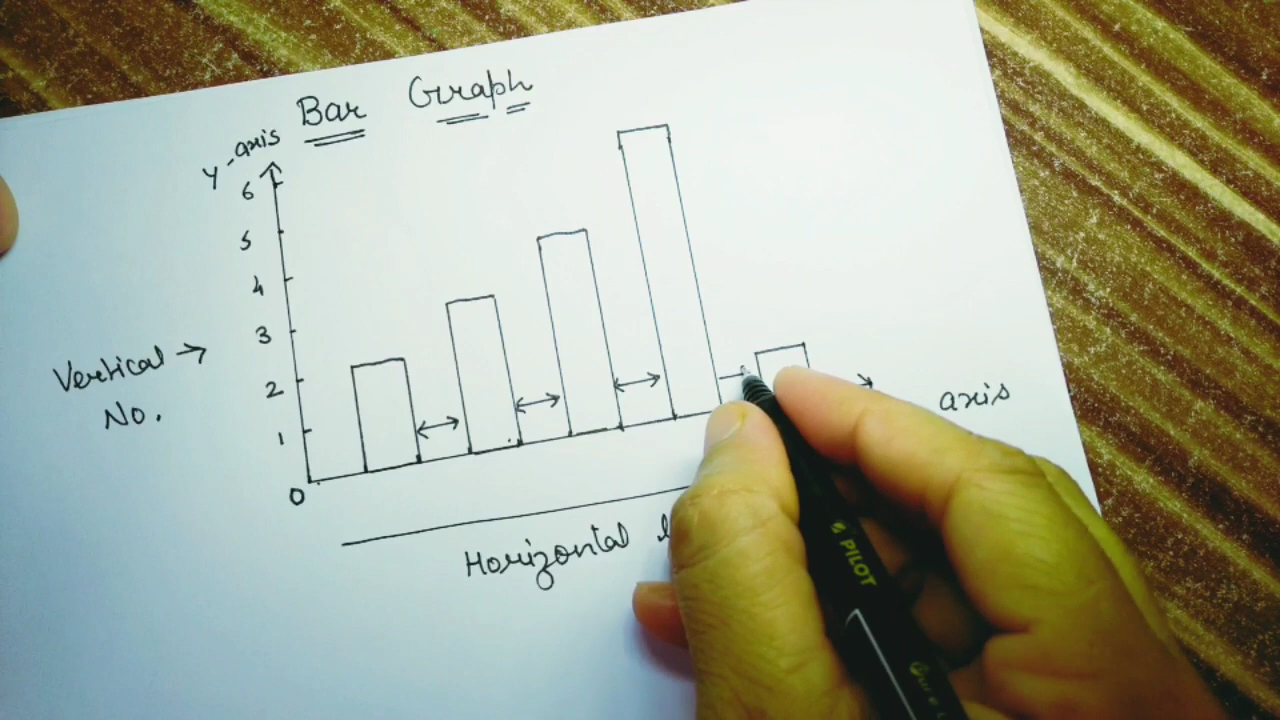 Bar Graph
Y-axis
6
5
4
3
2
1
0
Vertical →
No.
axis
Horizontal
PILOT